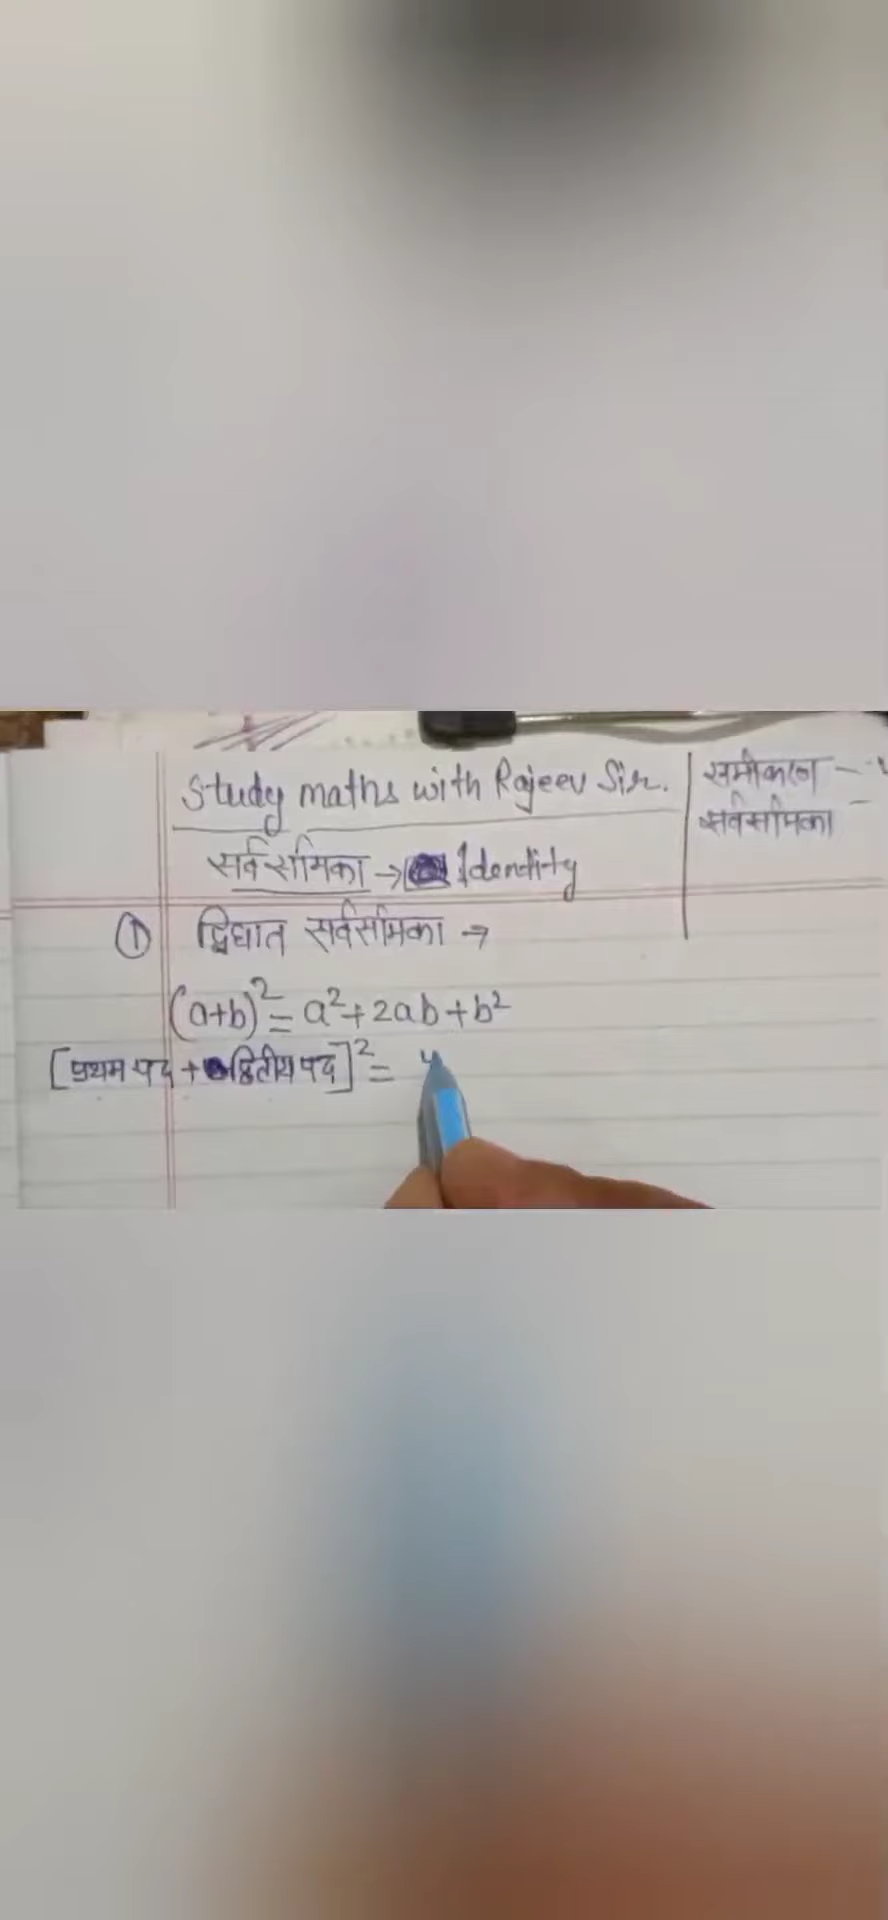 Study maths with Rajeev Sir.
सर्वसमिका → Identity
① द्विघात सर्वसमिका →
(a+b)² = a² + 2ab + b²
[प्रथम पद + द्वितीय पद]² =
समीकरण -
सर्वसमिका -